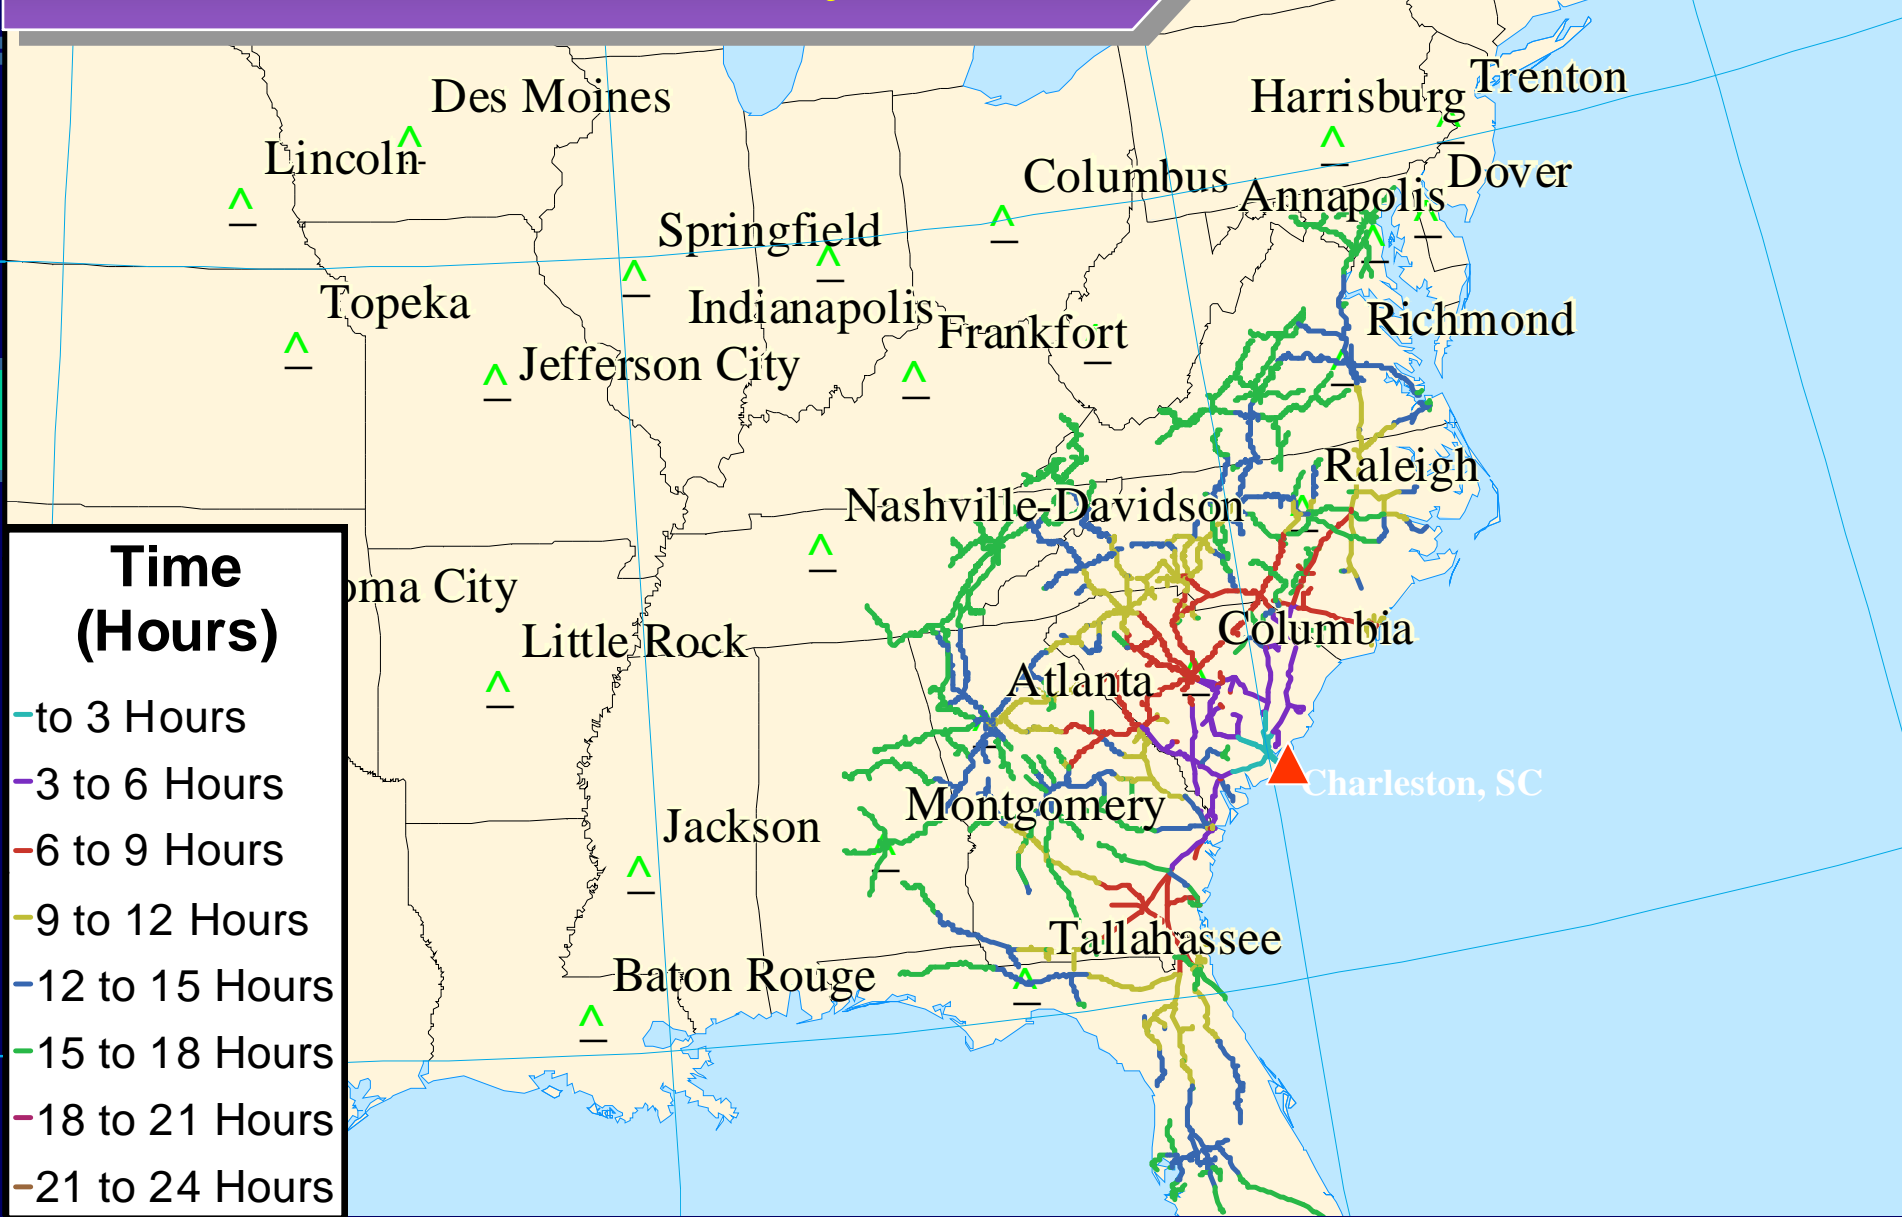 Trenton
Des Moines
Harrisburg
Lincoln
Dover
Columbus
Annapolis
Springfield
Topeka
Indianapolis
Richmond
Frankfort
Jefferson City
Raleigh
Nashville-Davidson
Time
(Hours)
oma City
Columbia
Little Rock
Atlanta
to 3 Hours
3 to 6 Hours
Charleston, SC
Montgomery
Jackson
6 to 9 Hours
9 to 12 Hours
Tallahassee
Baton Rouge
12 to 15 Hours
15 to 18 Hours
18 to 21 Hours
21 to 24 Hours